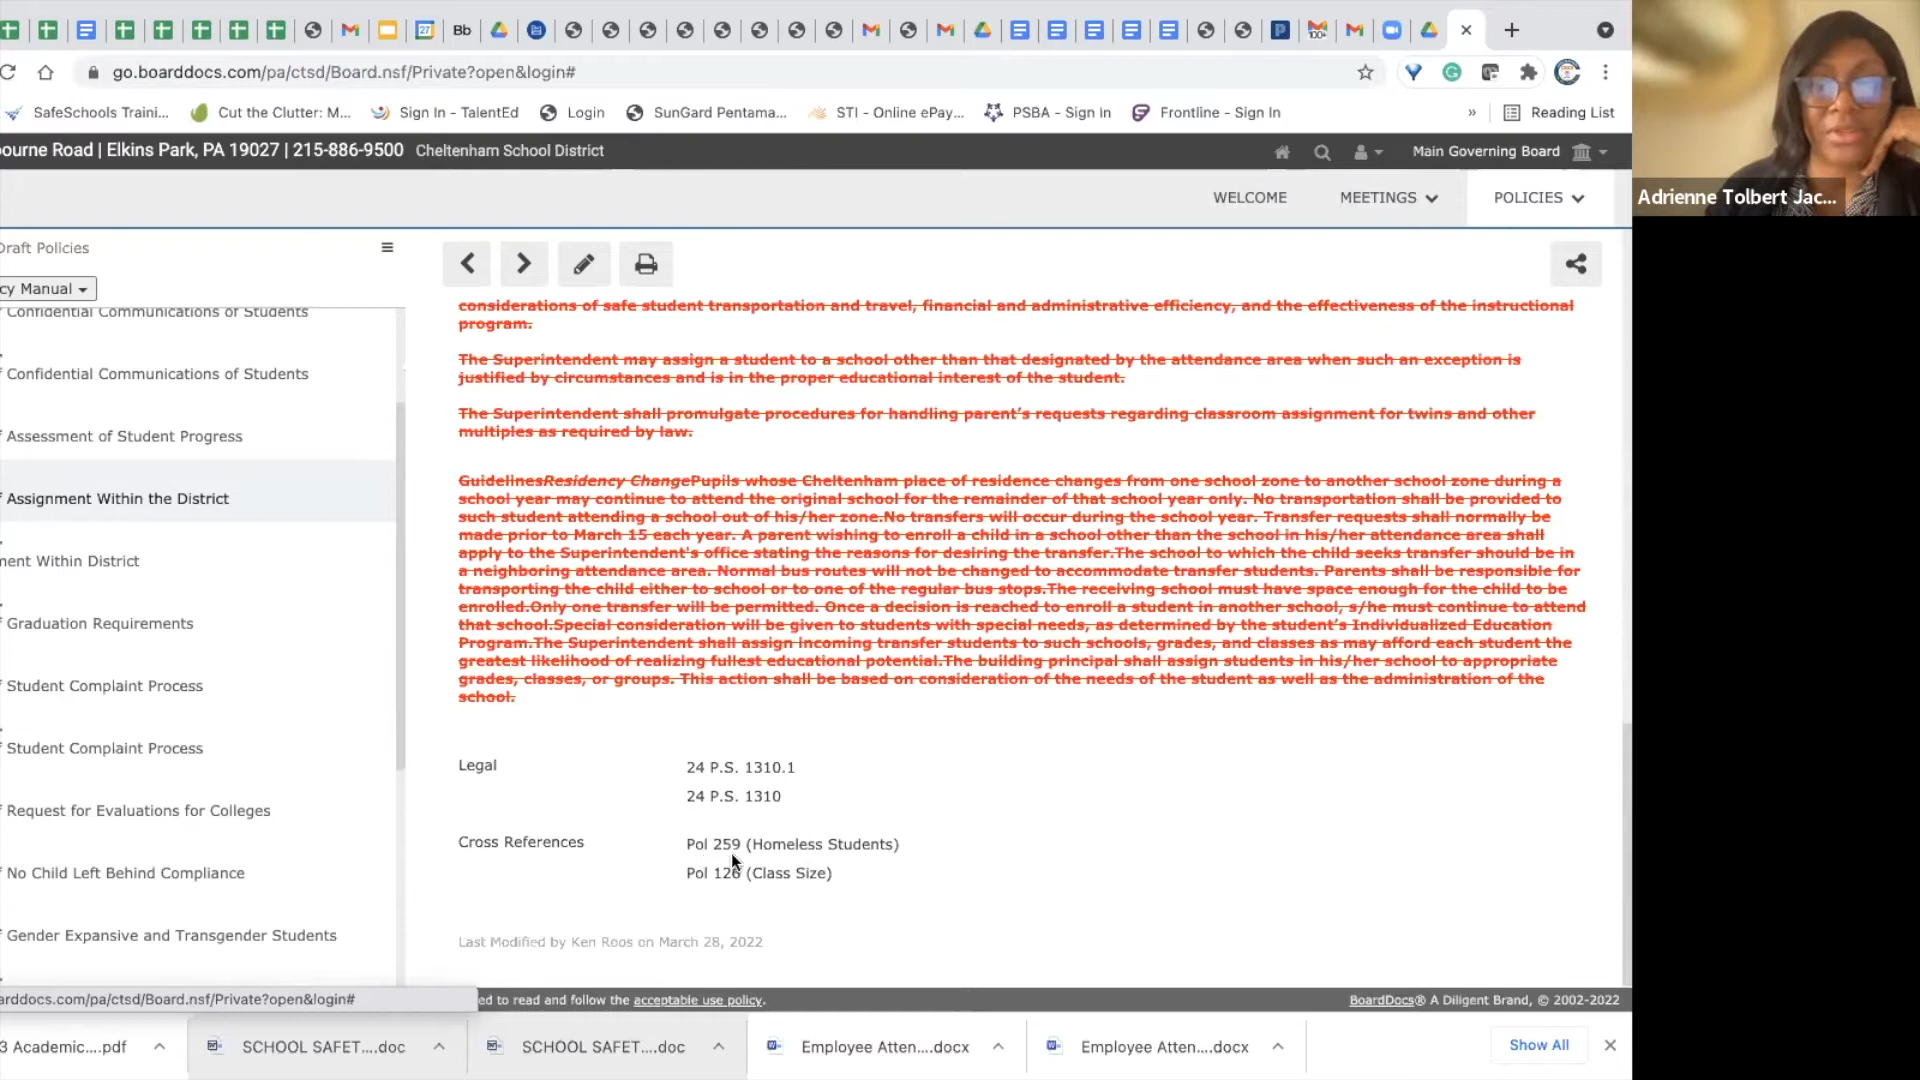 27
Bb
100+
go.boarddocs.com/pa/ctsd/Board.nsf/Private?open&login#
SafeSchools Traini...
Cut the Clutter: M...
Sign In - TalentEd
Login
SunGard Pentama...
STI - Online ePay...
PSBA - Sign In
Frontline - Sign In
»
Reading List
ourne Road | Elkins Park, PA 19027 | 215-886-9500 Cheltenham School District
Main Governing Board
WELCOME
MEETINGS
POLICIES
Adrienne Tolbert Jac...
Draft Policies
cy Manual
Confidential Communications of Students
Confidential Communications of Students
Assessment of Student Progress
Assignment Within the District
ment Within District
Graduation Requirements
Student Complaint Process
Student Complaint Process
Request for Evaluations for Colleges
No Child Left Behind Compliance
Gender Expansive and Transgender Students
considerations of safe student transportation and travel, financial and administrative efficiency, and the effectiveness of the instructional
program.
The Superintendent may assign a student to a school other than that designated by the attendance area when such an exception is
justified by circumstances and is in the proper educational interest of the student.
The Superintendent shall promulgate procedures for handling parent's requests regarding classroom assignment for twins and other
multiples as required by law.
GuidelinesResidency ChangePupils whose Cheltenham place of residence changes from one school zone to another school zone during a
school year may continue to attend the original school for the remainder of that school year only. No transportation shall be provided to
such student attending a school out of his/her zone.No transfers will occur during the school year. Transfer requests shall normally be
made prior to March 15 each year. A parent wishing to enroll a child in a school other than the school in his/her attendance area shall
apply to the Superintendent's office stating the reasons for desiring the transfer.The school to which the child seeks transfer should be in
a neighboring attendance area. Normal bus routes will not be changed to accommodate transfer students. Parents shall be responsible for
transporting the child either to school or to one of the regular bus stops.The receiving school must have space enough for the child to be
enrolled.Only one transfer will be permitted. Once a decision is reached to enroll a student in another school, s/he must continue to attend
that school.Special consideration will be given to students with special needs, as determined by the student's Individualized Education
Program.The Superintendent shall assign incoming transfer students to such schools, grades, and classes as may afford each student the
greatest likelihood of realizing fullest educational potential.The building principal shall assign students in his/her school to appropriate
grades, classes, or groups. This action shall be based on consideration of the needs of the student as well as the administration of the
school.
Legal
24 P.S. 1310.1
24 P.S. 1310
Cross References
Pol 259 (Homeless Students)
Pol 126 (Class Size)
Last Modified by Ken Roos on March 28, 2022
arddocs.com/pa/ctsd/Board.nsf/Private?open&login#
ed to read and follow the acceptable use policy.
BoardDocs® A Diligent Brand, © 2002-2022
3 Academic....pdf
SCHOOL SAFET....doc
SCHOOL SAFET....doc
Employee Atten....docx
Employee Atten....docx
Show All